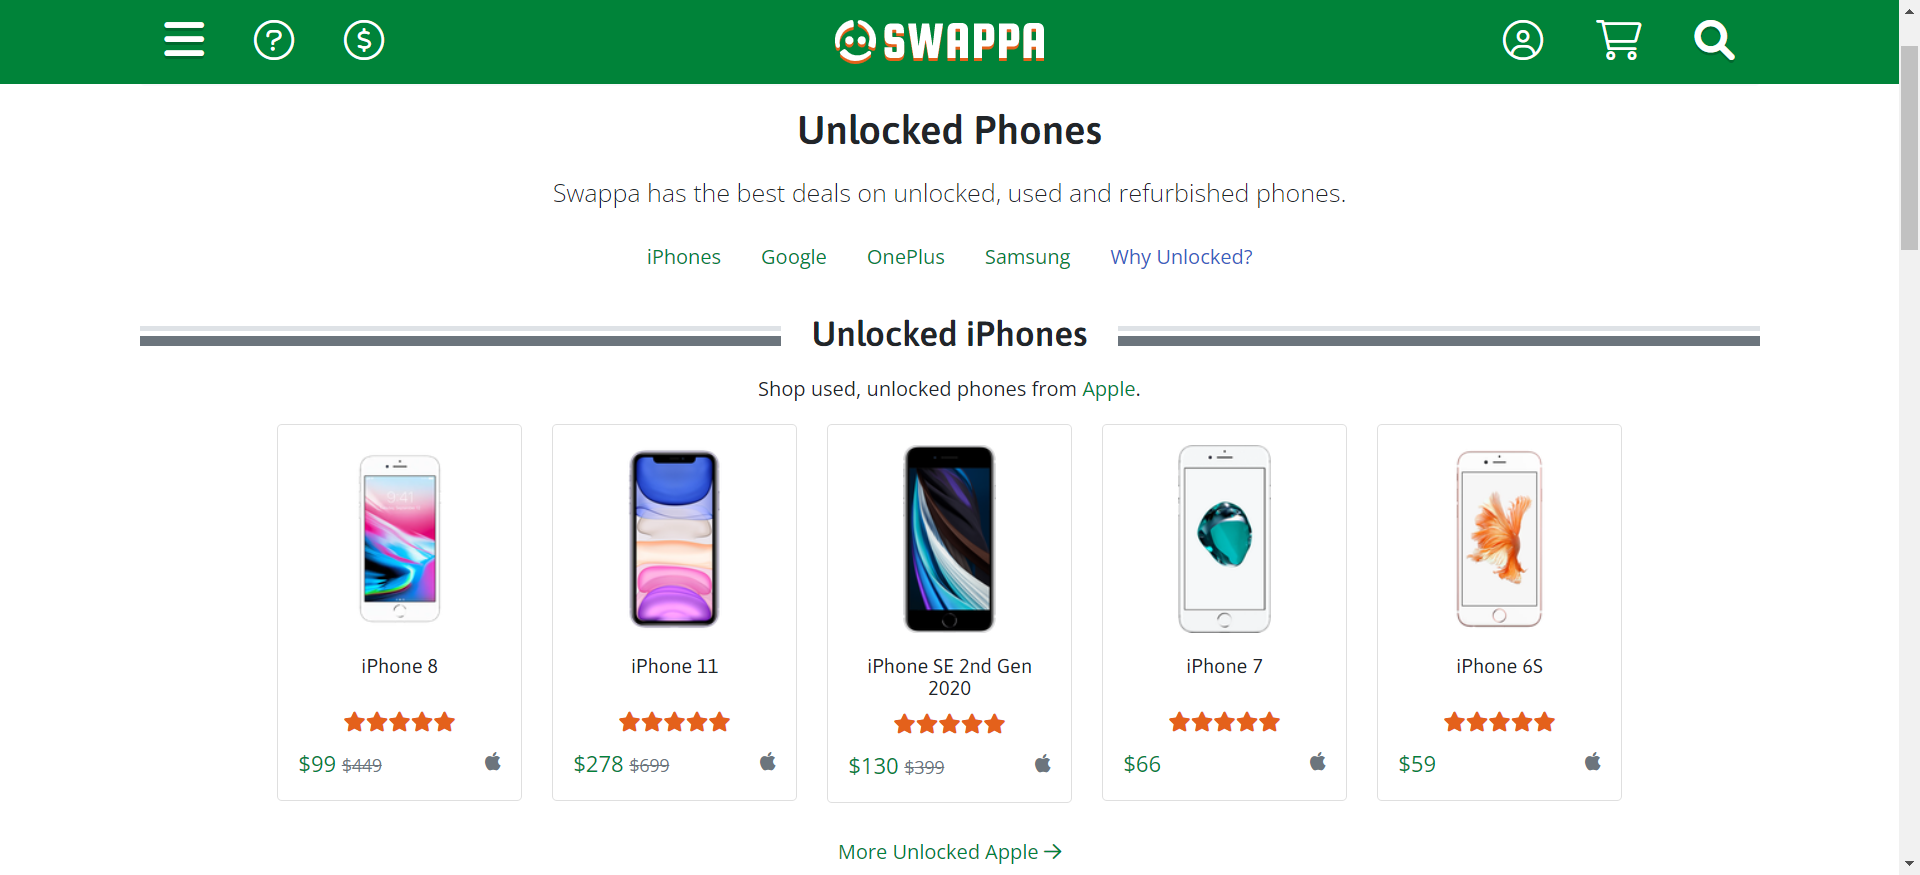 SWAPPA
Unlocked Phones
Swappa has the best deals on unlocked, used and refurbished phones.
iPhones Google OnePlus Samsung Why Unlocked?
Unlocked iPhones
Shop used, unlocked phones from Apple.
9:41
iPhone 8
$99 $449
iPhone 11
$278 $699
iPhone SE 2nd Gen
2020
$130 $399
iPhone 7
$66
iPhone 6S
$59
More Unlocked Apple →